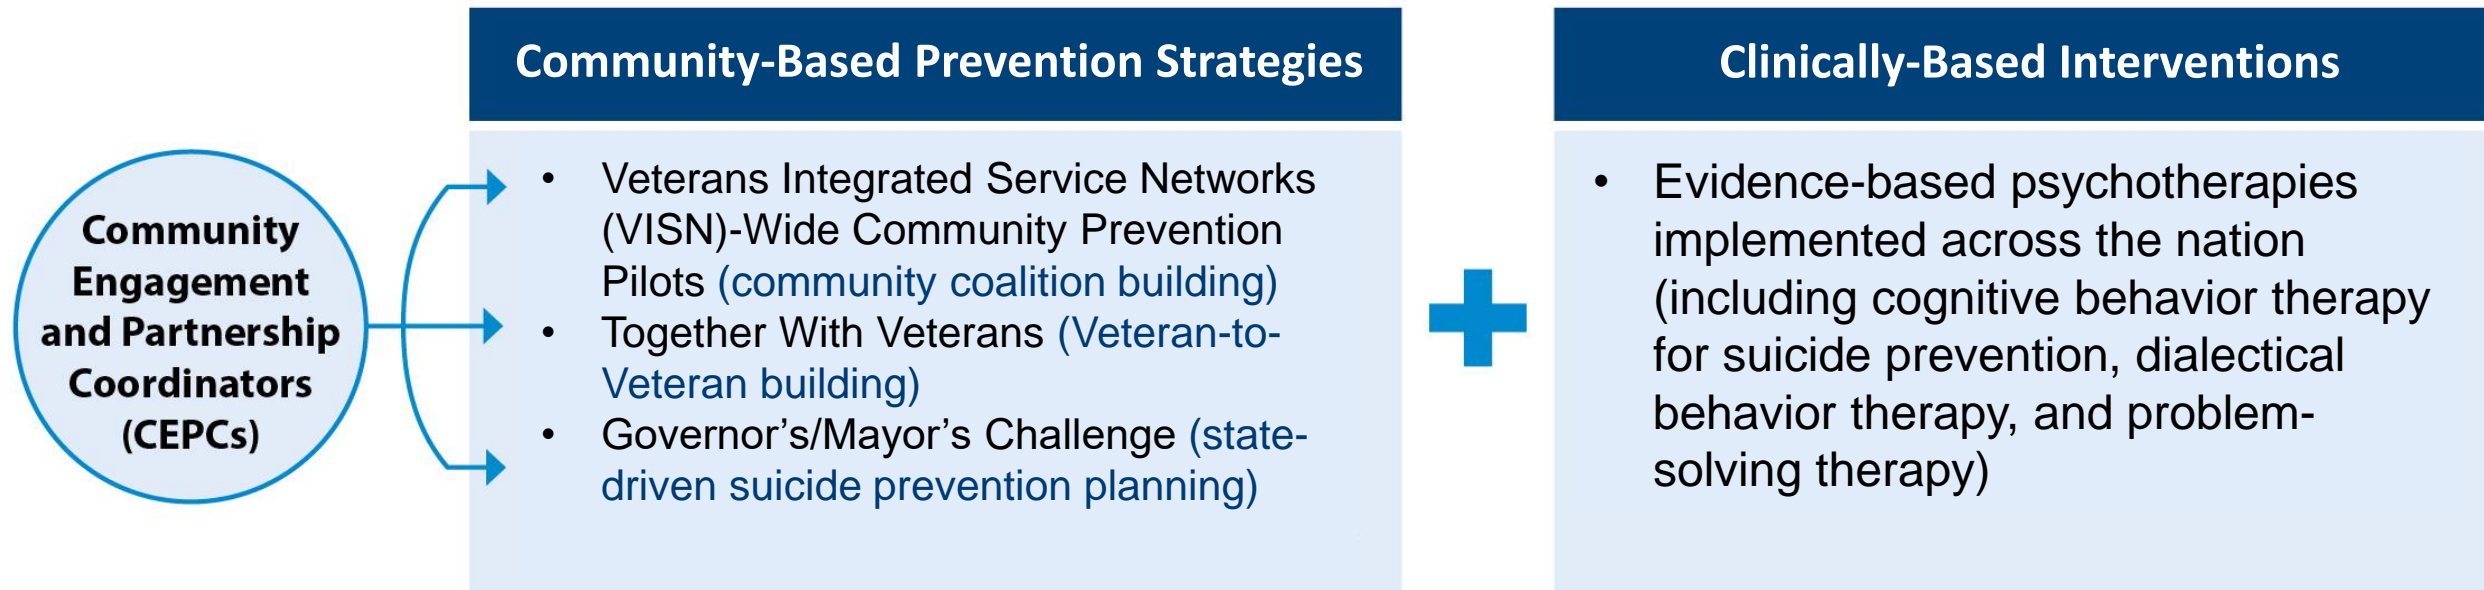 Community
Engagement
and Partnership
Coordinators
(CEPCs)
Community-Based Prevention Strategies
• Veterans Integrated Service Networks
(VISN)-Wide Community Prevention
Pilots (community coalition building)
• Together With Veterans (Veteran-to-
Veteran building)
• Governor’s/Mayor’s Challenge (state-
driven suicide prevention planning)
Clinically-Based Interventions
• Evidence-based psychotherapies
implemented across the nation
(including cognitive behavior therapy
for suicide prevention, dialectical
behavior therapy, and problem-
solving therapy)